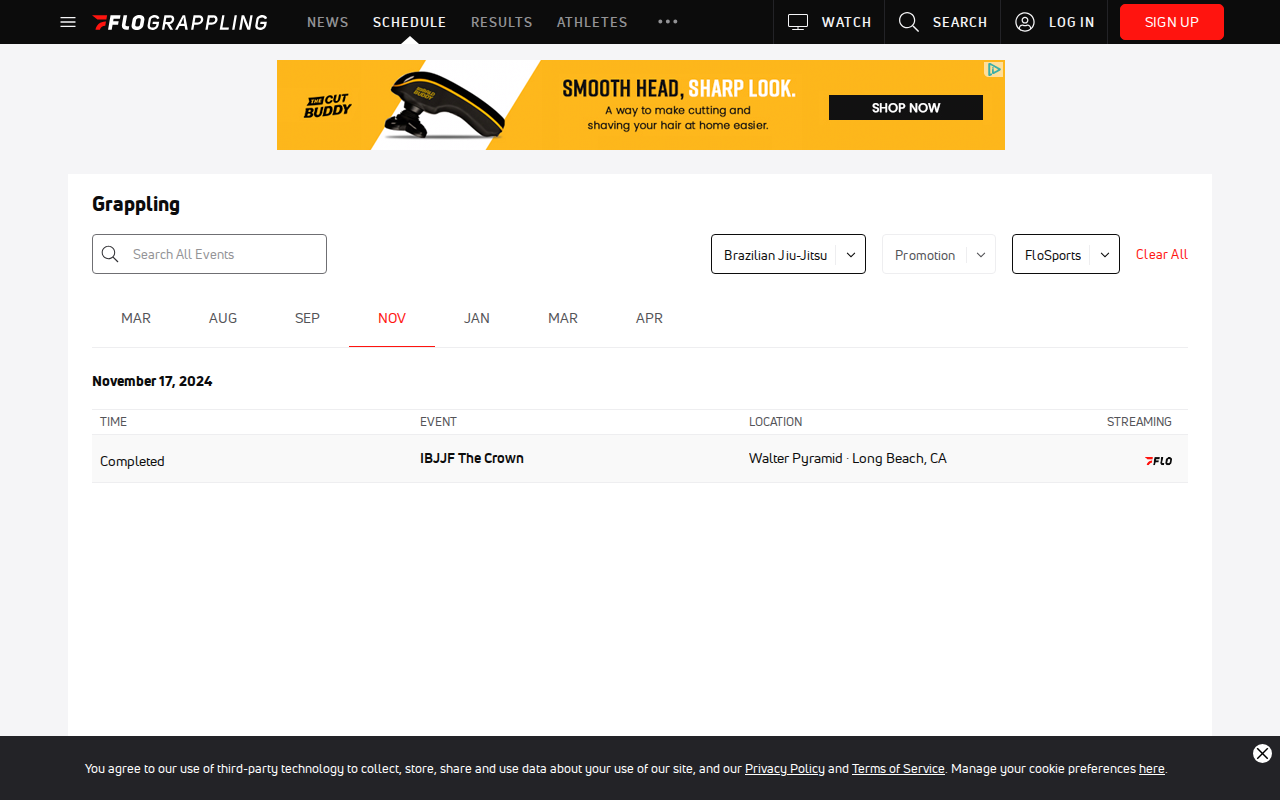 FLOGRAPPLING NEWS SCHEDULE RESULTS ATHLETES WATCH SEARCH LOG IN SIGN UP
THE CUT BUDDY
SMOOTH HEAD, SHARP LOOK.
A way to make cutting and
shaving your hair at home easier.
SHOP NOW
Grappling
Search All Events Brazilian Jiu-Jitsu Promotion FloSports Clear All
MAR AUG SEP NOV JAN MAR APR
November 17, 2024
TIME EVENT LOCATION STREAMING
Completed IBJJF The Crown Walter Pyramid · Long Beach, CA FLO
You agree to our use of third-party technology to collect, store, share and use data about your use of our site, and our Privacy Policy and Terms of Service. Manage your cookie preferences here.